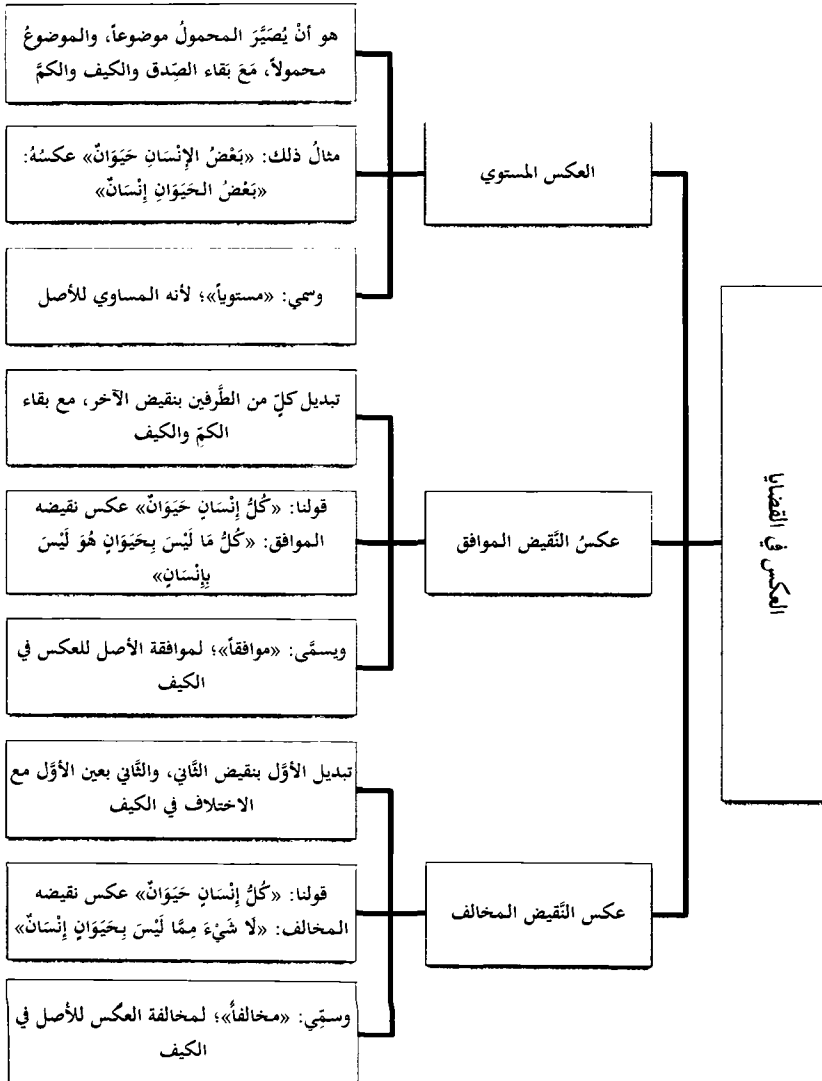 العكس في القضايا
العكس المستوي
هو أنْ يُصَيَّرَ المحمولُ موضوعاً، والموضوعُ
محمولاً، مَعَ بَقاء الصِّدق والكيف والكمَّ
مثالُ ذلك: «بَعْضُ الإِنْسَانِ حَيَوَانٌ» عكسُهُ:
«بَعْضُ الحَيَوَانِ إِنْسَانٌ»
وسمي: «مستوياً»؛ لأنه المساوي للأصل
عكسُ النَّقيض الموافق
تبديل كلٍّ من الطَّرفين بنقيض الآخر، مع بقاء
الكمّ والكيف
قولنا: «كُلُّ إِنْسَانٍ حَيَوَانٌ» عكس نقيضه
الموافق: «كُلُّ مَا لَيْسَ بِحَيَوَانٍ هُوَ لَيْسَ
بِإِنْسَانٍ»
ويسمَّى: «موافقاً»؛ لموافقة الأصل للعكس في
الكيف
عكس النَّقيض المخالف
تبديل الأوَّل بنقيض الثَّاني، والثَّاني بعين الأوَّل مع
الاختلاف في الكيف
قولنا: «كُلُّ إِنْسَانٍ حَيَوَانٌ» عكس نقيضه
المخالف: «لَا شَيْءَ مِمَّا لَيْسَ بِحَيَوَانٍ إِنْسَانٌ»
وسمِّي: «مخالفاً»؛ لمخالفة العكْس للأصل في
الكيف